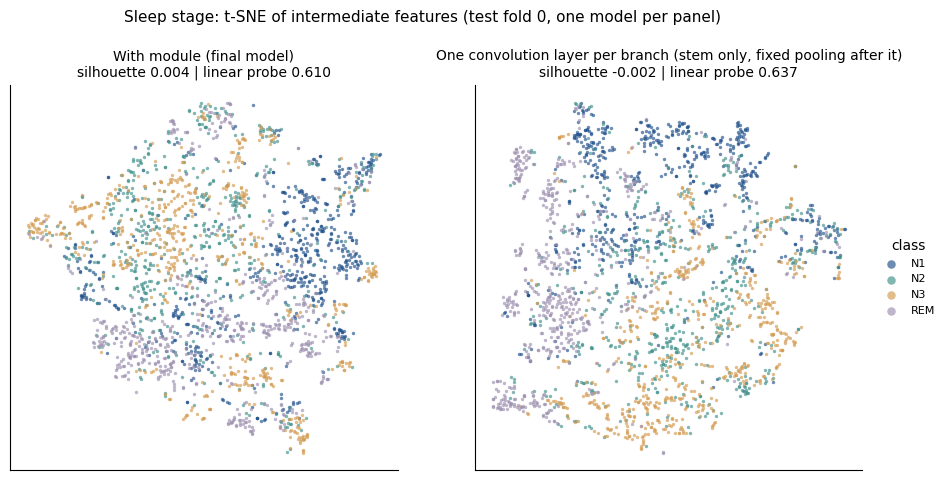 Sleep stage: t-SNE of intermediate features (test fold 0, one model per panel)
With module (final model)
silhouette 0.004 | linear probe 0.610
One convolution layer per branch (stem only, fixed pooling after it)
silhouette -0.002 | linear probe 0.637
class
N1
N2
N3
REM